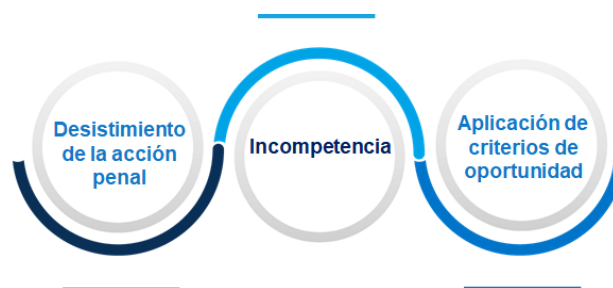 Desistimiento
de la acción
penal
Incompetencia
Aplicación de
criterios de
oportunidad